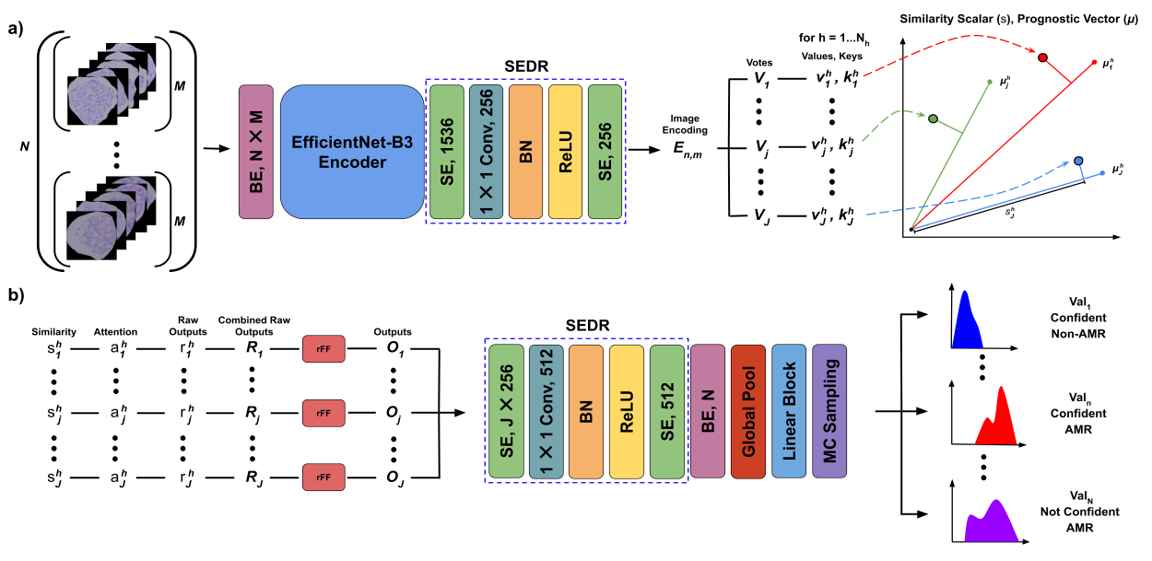 a)
N
M
M
BE, N × M
EfficientNet-B3
Encoder
SEDR
SE, 1536
1 × 1 Conv, 256
BN
ReLU
SE, 256
Image
Encoding
E_{n,m}
Votes
V_1
V_j
V_J
for h = 1...N_h
Values, Keys
v_1^h, k_1^h
v_j^h, k_j^h
v_J^h, k_J^h
Similarity Scalar (s), Prognostic Vector (μ)
μ_1^h
μ_j^h
μ_J^h
s_J^h
b)
Similarity
Attention
Raw
Outputs
Combined Raw
Outputs
Outputs
s_1^h a_1^h r_1^h R_1 rFF O_1
s_j^h a_j^h r_j^h R_j rFF O_j
s_J^h a_J^h r_J^h R_J rFF O_J
SEDR
SE, J × 256
1 × 1 Conv, 512
BN
ReLU
SE, 512
BE, N
Global Pool
Linear Block
MC Sampling
Val_1
Confident
Non-AMR
Val_n
Confident
AMR
Val_N
Not Confident
AMR